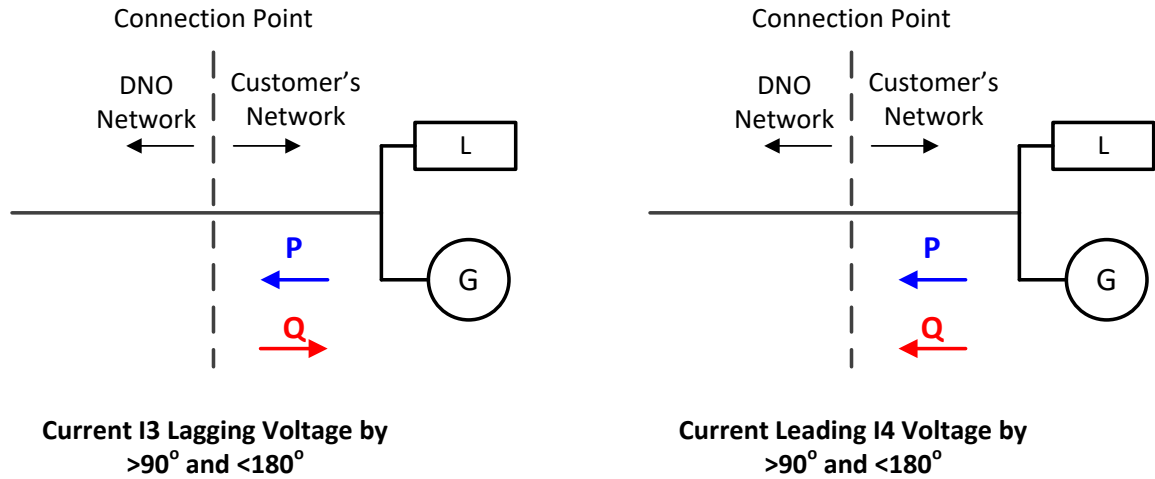 Connection Point
DNO
Network
Customer's
Network
L
P
G
Q
Current I3 Lagging Voltage by
>90° and <180°
Connection Point
DNO
Network
Customer's
Network
L
P
G
Q
Current Leading I4 Voltage by
>90° and <180°